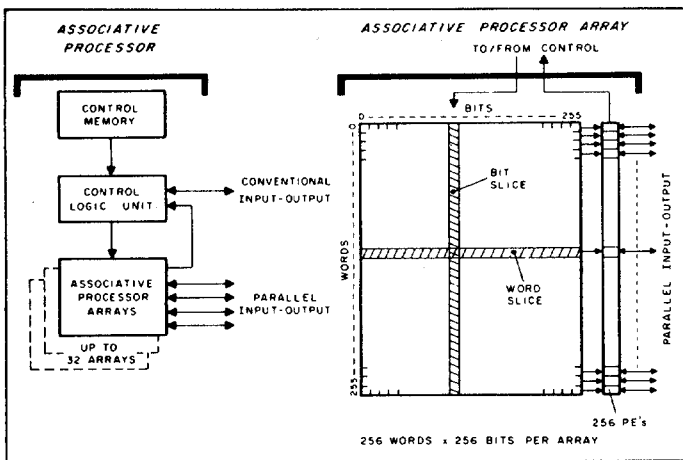 ASSOCIATIVE
PROCESSOR
CONTROL
MEMORY
CONTROL
LOGIC UNIT
CONVENTIONAL
INPUT-OUTPUT
ASSOCIATIVE
PROCESSOR
ARRAYS
PARALLEL
INPUT-OUTPUT
UP TO
32 ARRAYS
ASSOCIATIVE PROCESSOR ARRAY
TO/FROM CONTROL
BITS
0
255
0
WORDS
255
BIT
SLICE
WORD
SLICE
PARALLEL INPUT-OUTPUT
256 PE's
256 WORDS x 256 BITS PER ARRAY